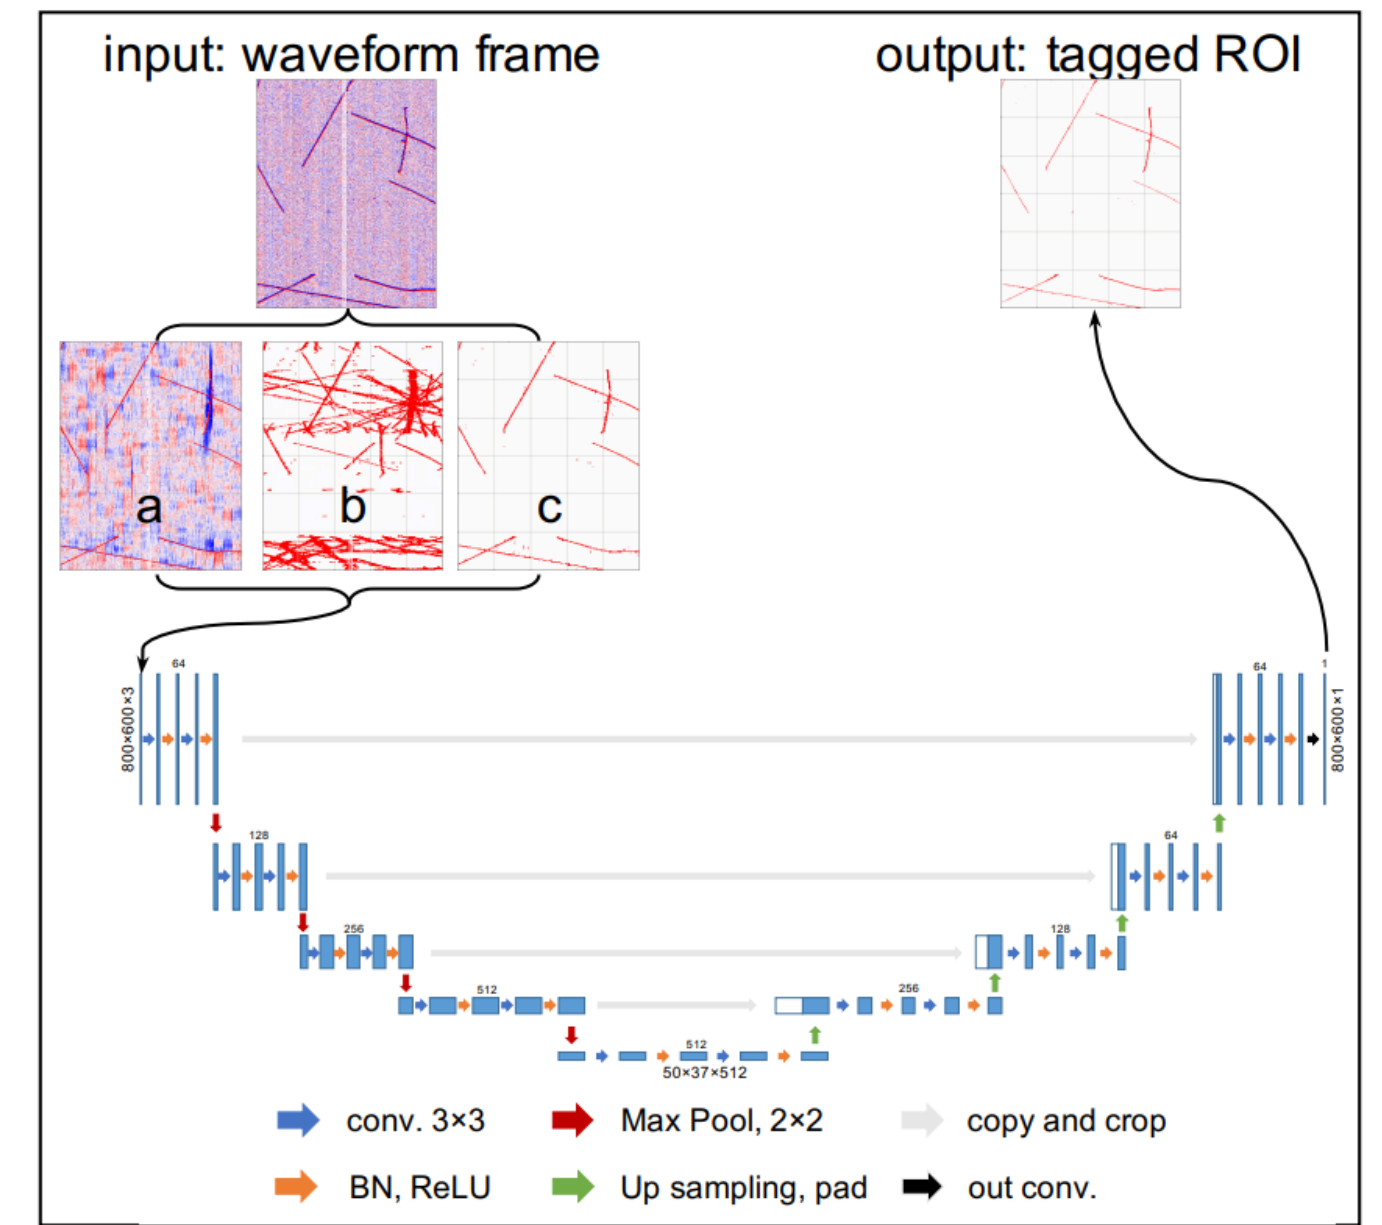 input: waveform frame
output: tagged ROI
a
b
c
64
800×600×3
64
1
800×600×1
128
64
256
128
512
256
512
50×37×512
conv. 3×3
Max Pool, 2×2
copy and crop
BN, ReLU
Up sampling, pad
out conv.